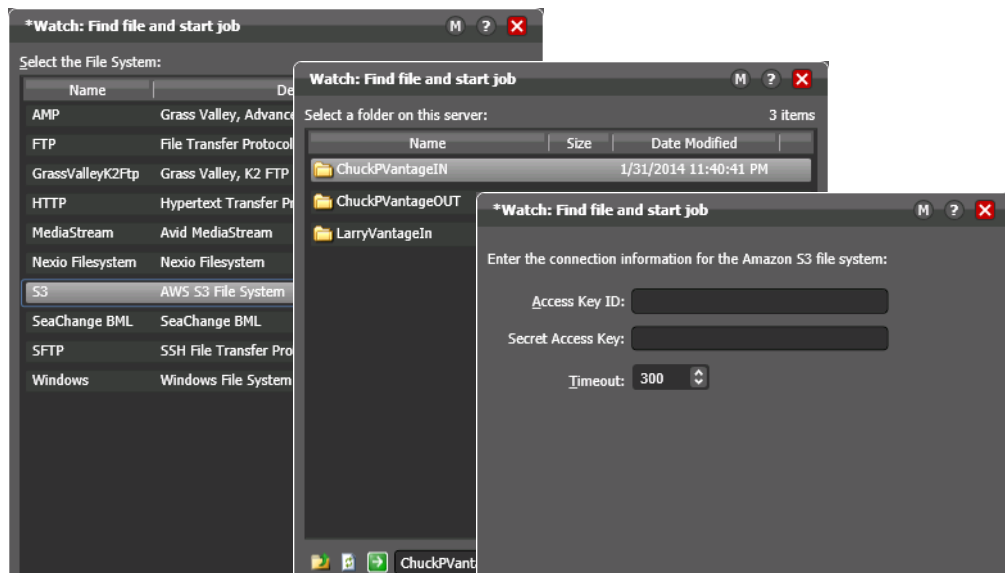 *Watch: Find file and start job M ?
Select the File System:
Name
AMP Grass Valley,
FTP File Transfer Protocol
GrassValleyK2Ftp Grass Valley, K2 FTP
HTTP Hypertext Transfer
MediaStream Avid MediaStream
Nexio Filesystem Nexio Filesystem
S3 AWS S3 File System
SeaChange BML SeaChange BML
SFTP SSH File Transfer
Windows Windows File System
Watch: Find file and start job M ?
Select a folder on this server: 3 items
Name Size Date Modified
ChuckPVantageIN 1/31/2014 11:40:41 PM
ChuckPVantageOUT
LarryVantageIn
*Watch: Find file and start job M ?
Enter the connection information for the Amazon S3 file system:
Access Key ID:
Secret Access Key:
Timeout: 300